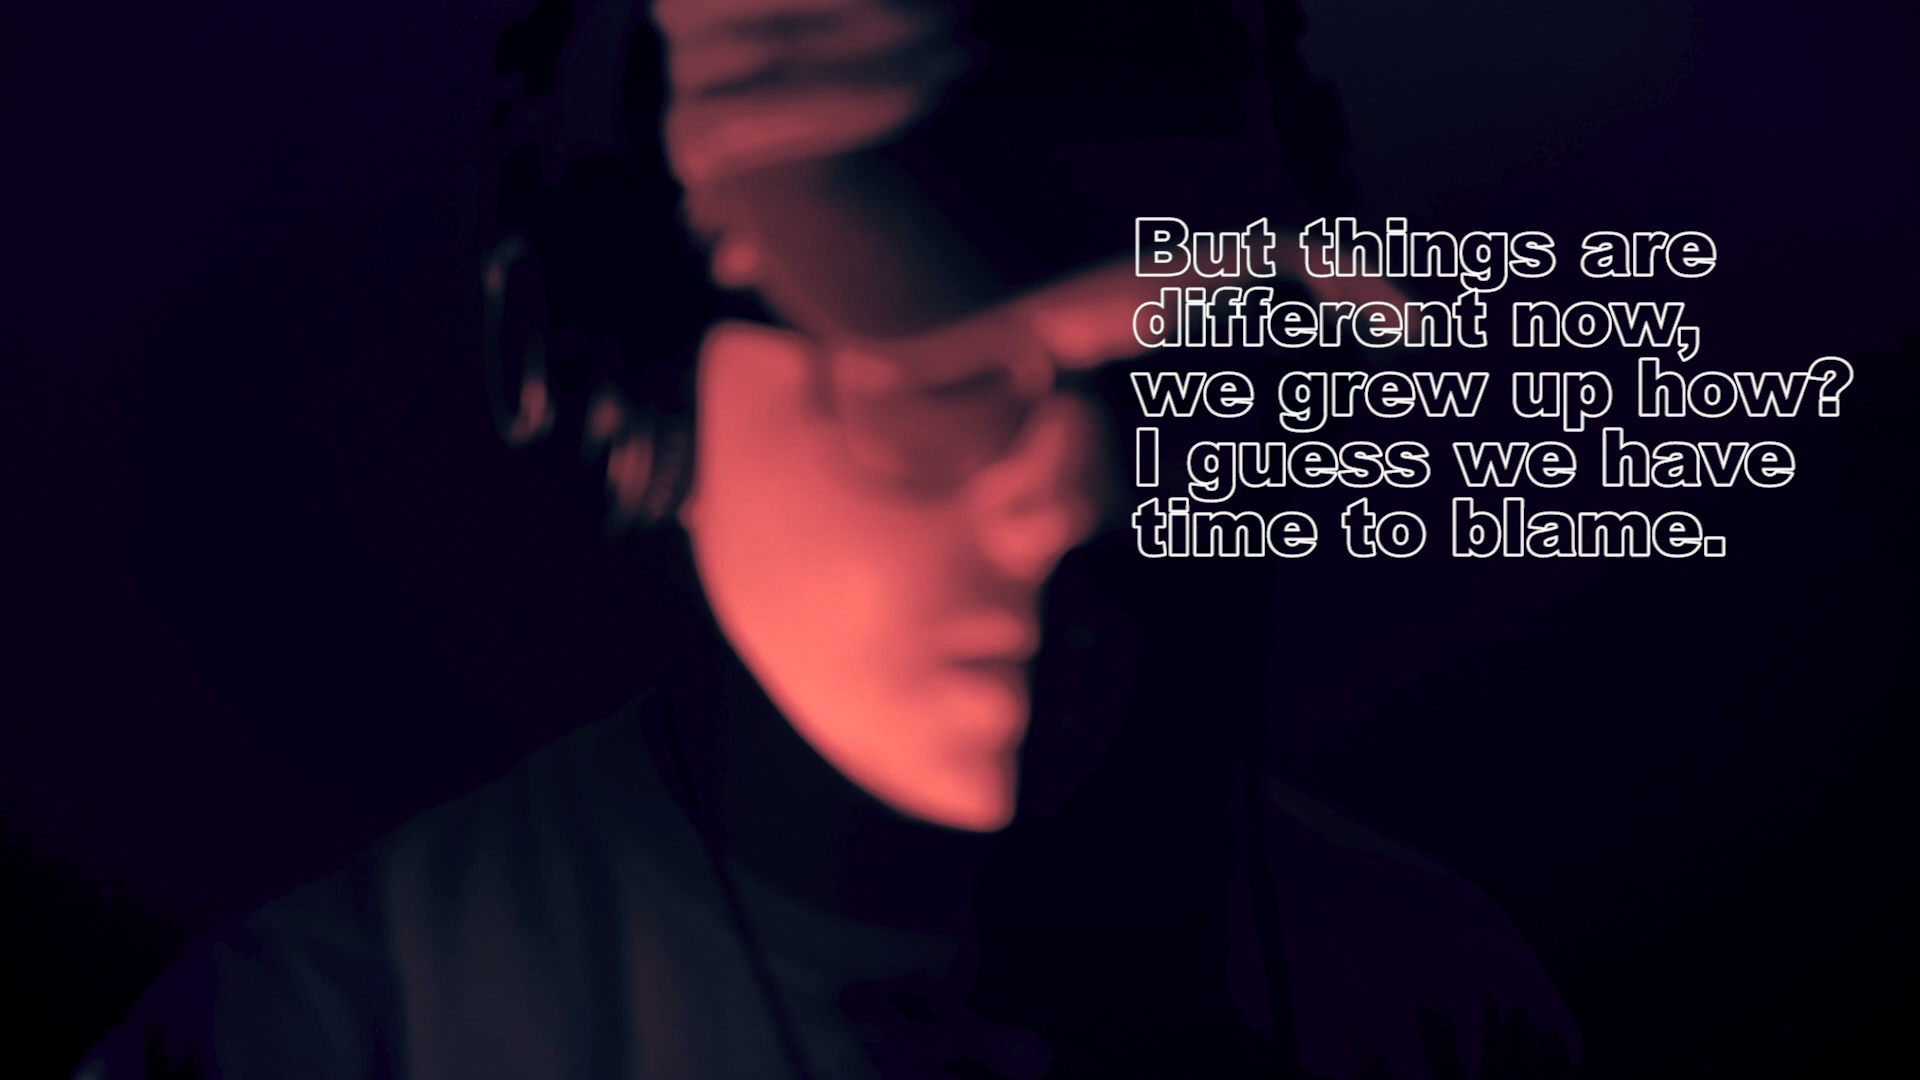 But things are
different now,
we grew up how?
I guess we have
time to blame.